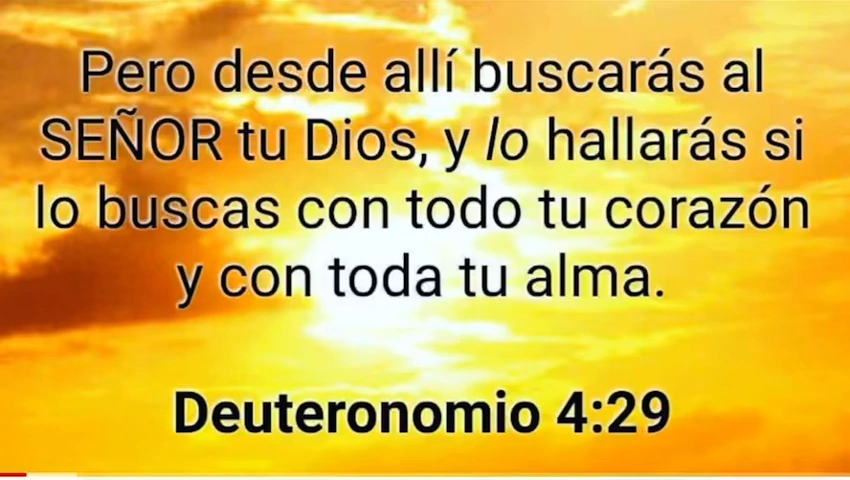 Pero desde allí buscarás al
SEÑOR tu Dios, y lo hallarás si
lo buscas con todo tu corazón
y con toda tu alma.
Deuteronomio 4:29